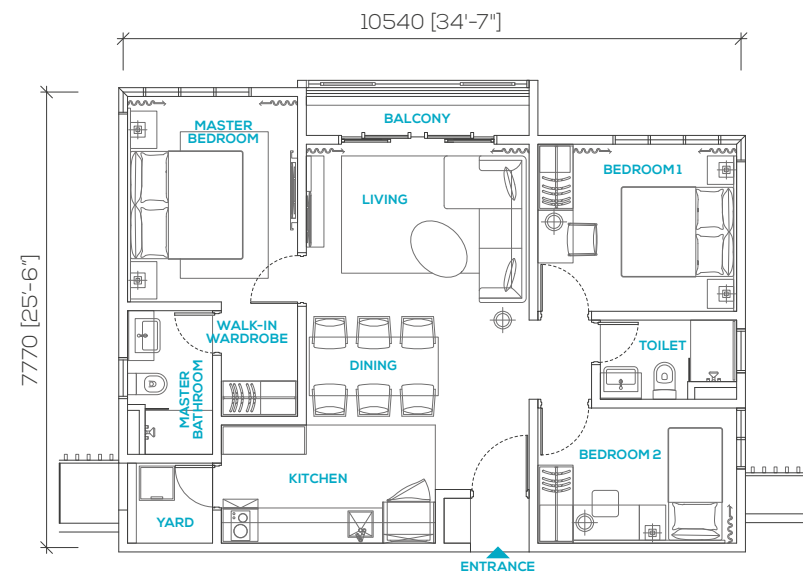 10540 [34'-7"]
BALCONY
MASTER
BEDROOM
BEDROOM 1
LIVING
7770 [25'-6"]
WALK-IN
WARDROBE
TOILET
DINING
MASTER
BATHROOM
BEDROOM 2
KITCHEN
YARD
ENTRANCE